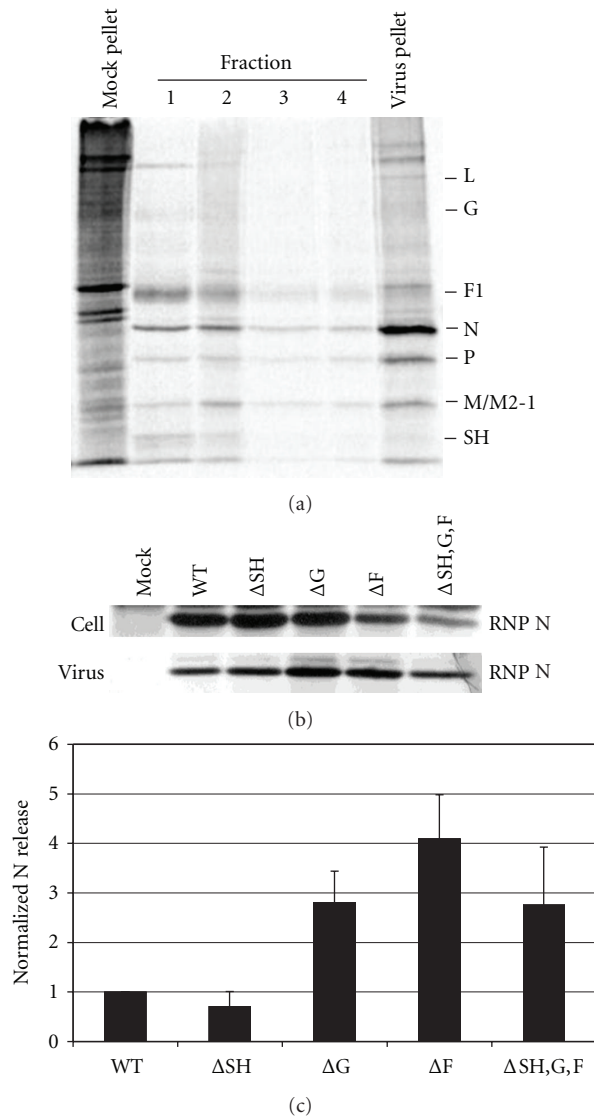 Mock pellet
Fraction
1 2 3 4
Virus pellet
L
G
F1
N
P
M/M2-1
SH
(a)
Mock
WT
ΔSH
ΔG
ΔF
ΔSH,G,F
Cell
RNP N
Virus
RNP N
(b)
6
5
4
3
2
1
0
Normalized N release
WT ΔSH ΔG ΔF ΔSH,G,F
(c)